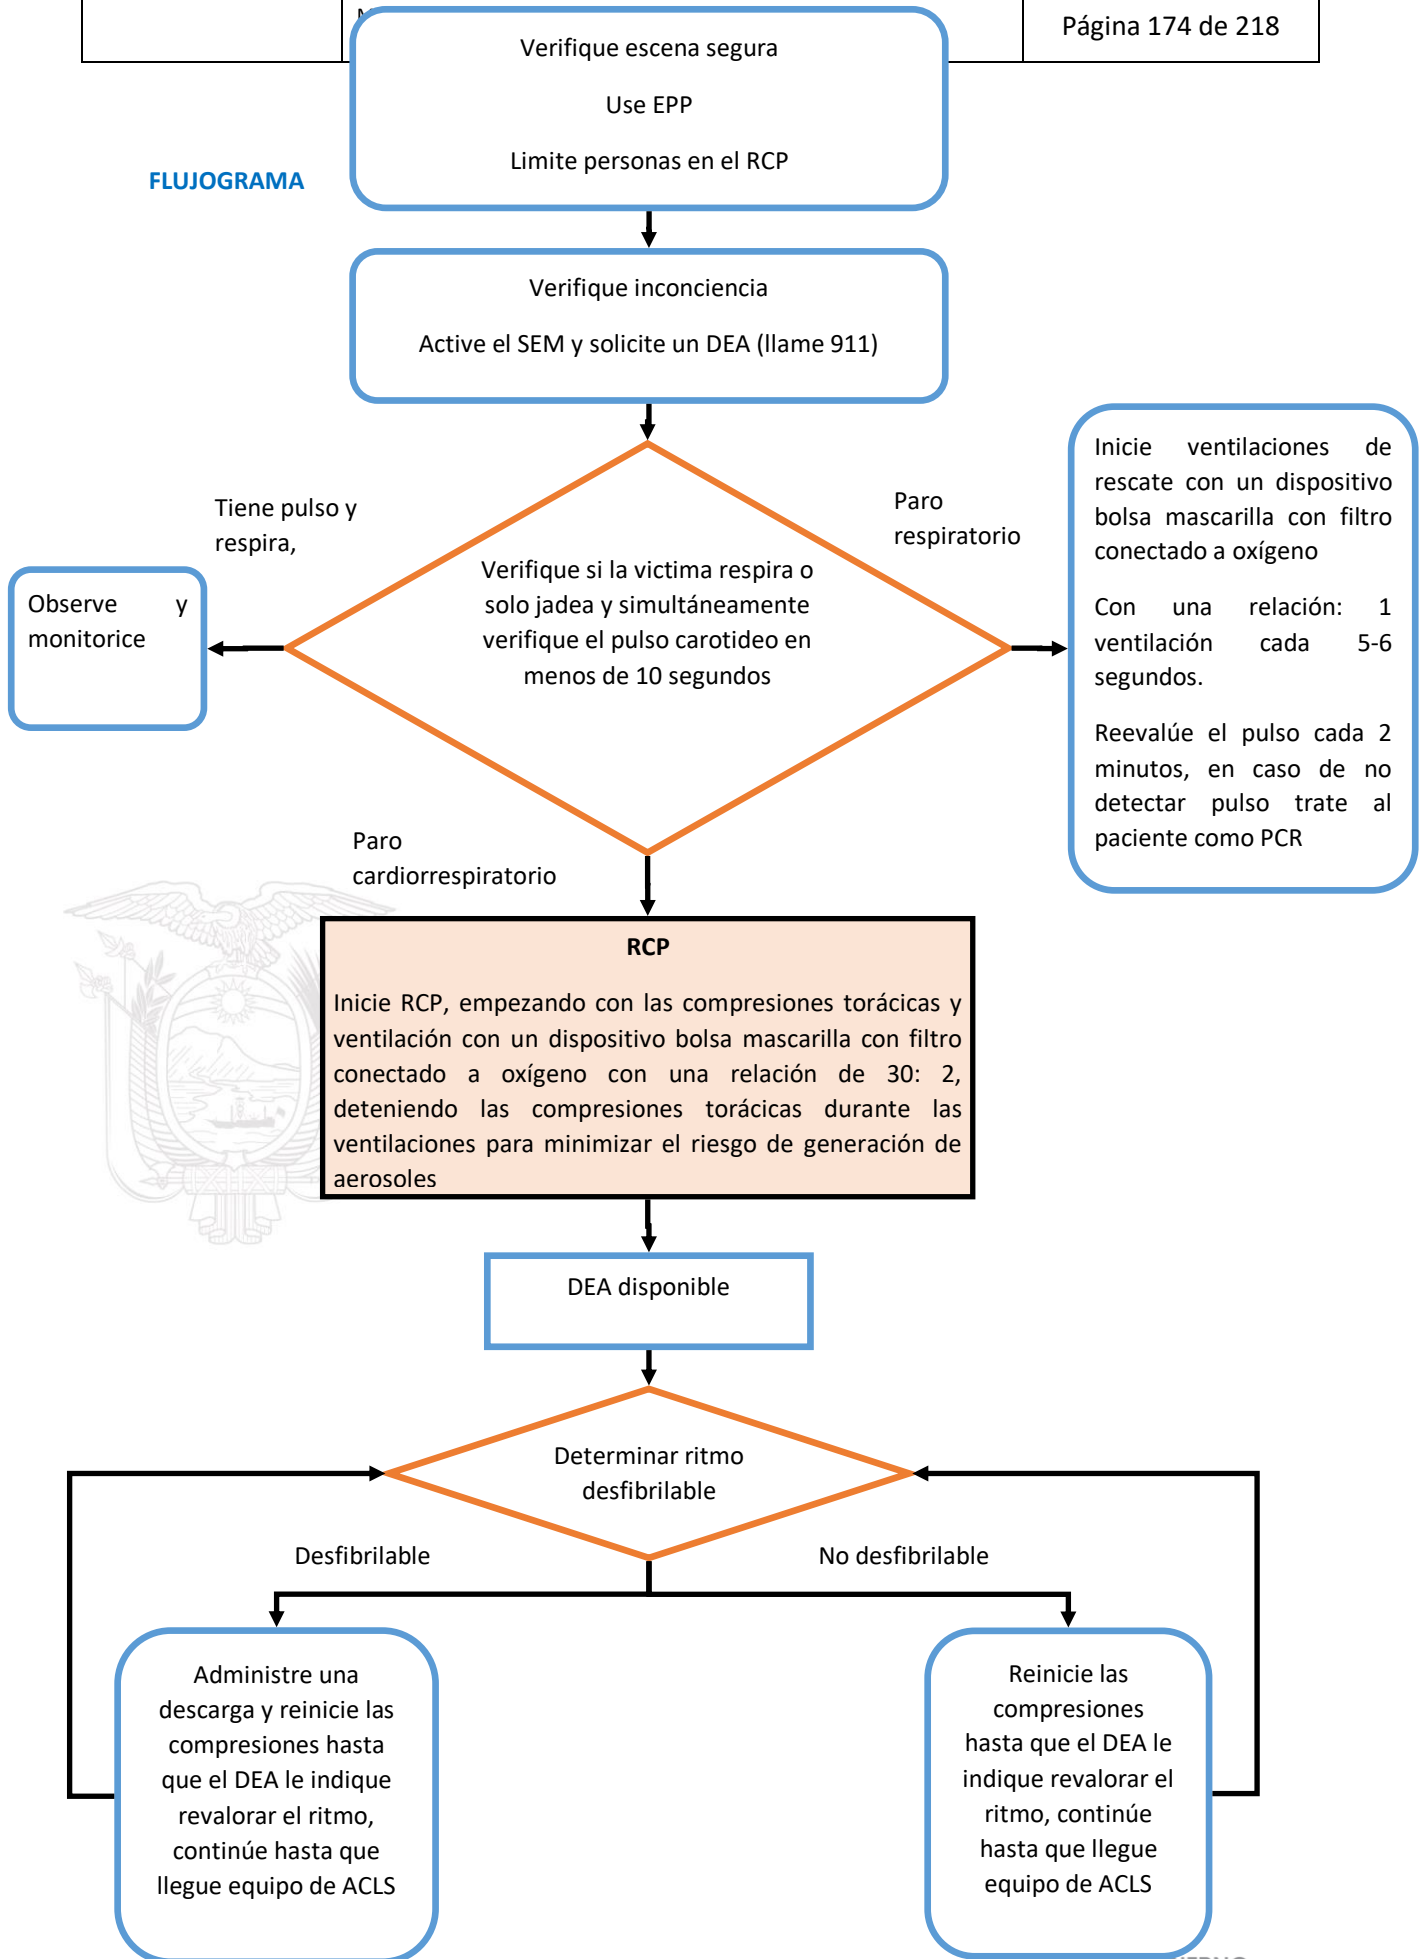 Página 174 de 218
Verifique escena segura
Use EPP
Limite personas en el RCP
FLUJOGRAMA
Verifique inconciencia
Active el SEM y solicite un DEA (llame 911)
Tiene pulso y
respira,
Paro
respiratorio
Verifique si la victima respira o
solo jadea y simultáneamente
verifique el pulso carotideo en
menos de 10 segundos
Observe y
monitorice
Inicie ventilaciones de
rescate con un dispositivo
bolsa mascarilla con filtro
conectado a oxígeno
Con una relación: 1
ventilación cada 5-6
segundos.
Reevalúe el pulso cada 2
minutos, en caso de no
detectar pulso trate al
paciente como PCR
Paro
cardiorrespiratorio
RCP
Inicie RCP, empezando con las compresiones torácicas y
ventilación con un dispositivo bolsa mascarilla con filtro
conectado a oxígeno con una relación de 30: 2,
deteniendo las compresiones torácicas durante las
ventilaciones para minimizar el riesgo de generación de
aerosoles
DEA disponible
Determinar ritmo
desfibrilable
Desfibrilable
No desfibrilable
Administre una
descarga y reinicie las
compresiones hasta
que el DEA le indique
revalorar el ritmo,
continúe hasta que
llegue equipo de ACLS
Reinicie las
compresiones
hasta que el DEA le
indique revalorar el
ritmo, continúe
hasta que llegue
equipo de ACLS